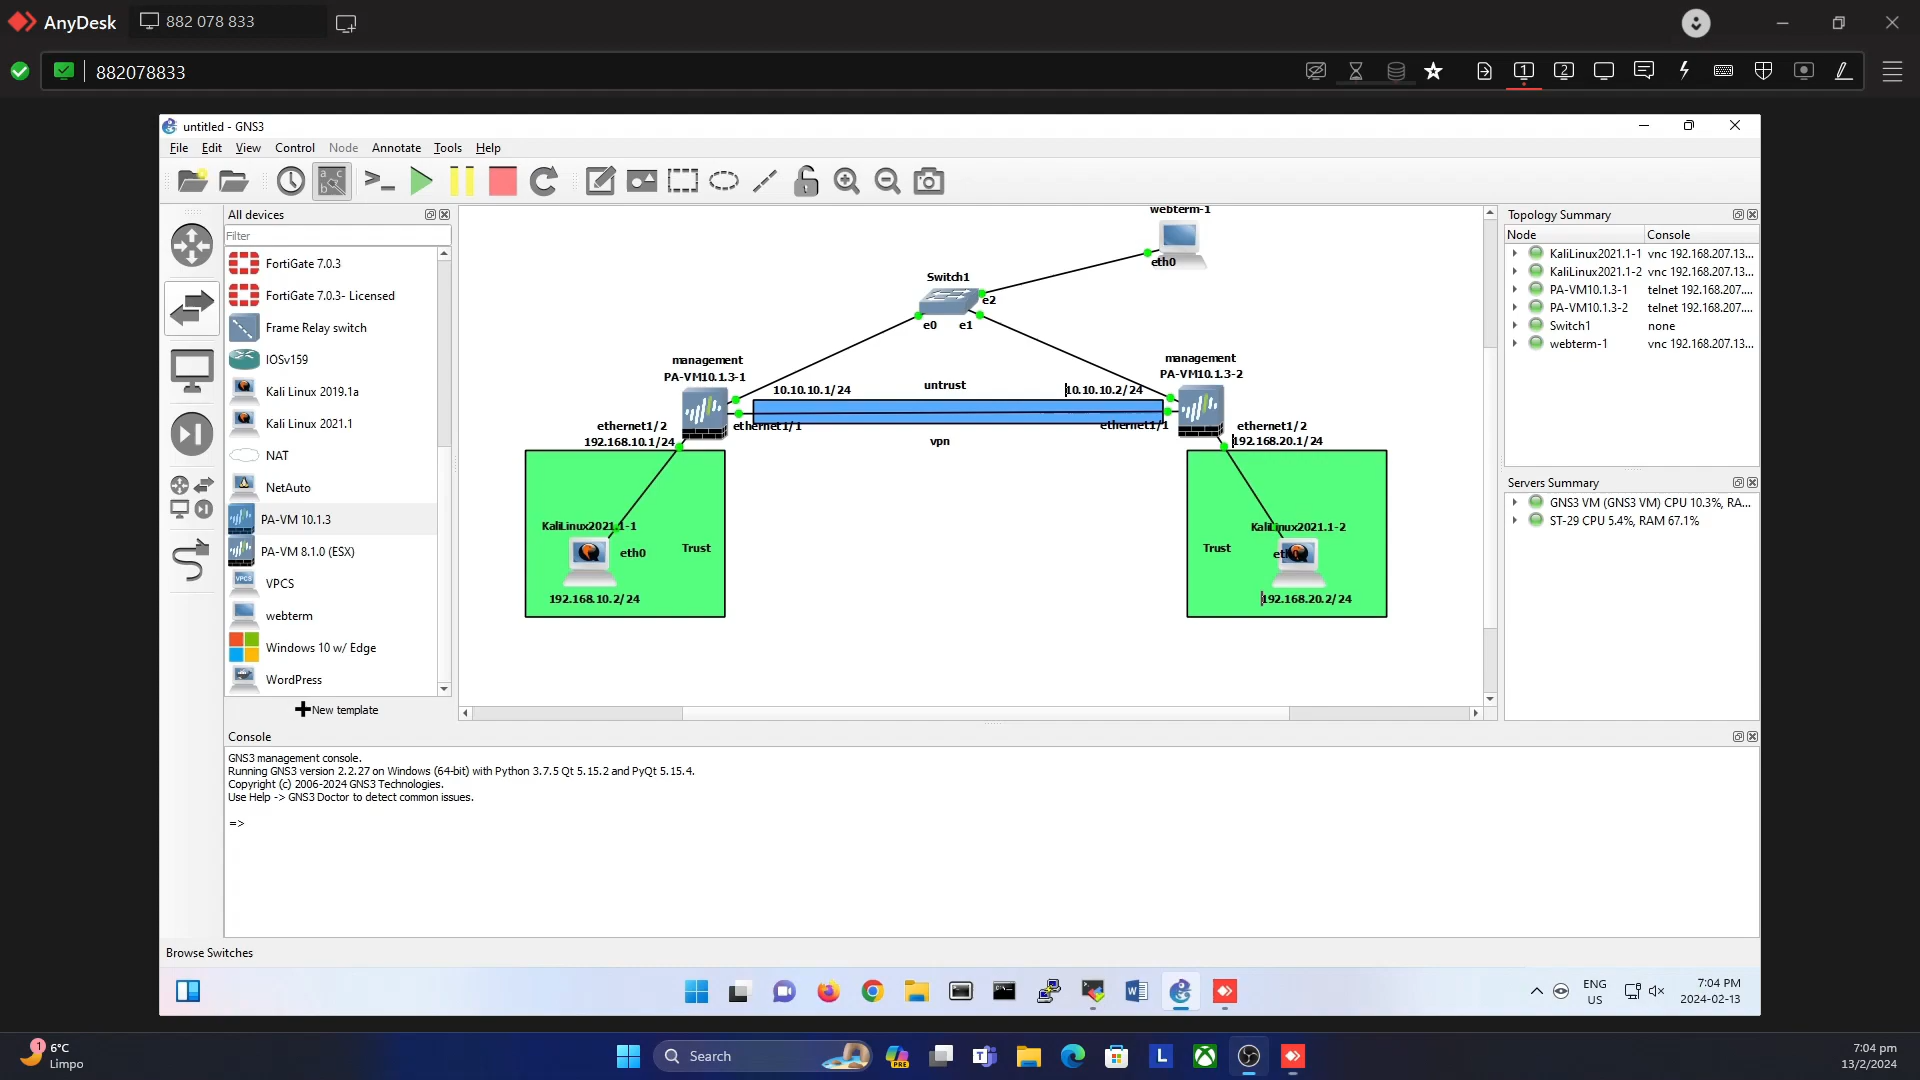 AnyDesk
882 078 833
882078833
1
2
untitled - GNS3
File Edit View Control Node Annotate Tools Help
All devices
Filter
FortiGate 7.0.3
FortiGate 7.0.3- Licensed
Frame Relay switch
IOSv159
Kali Linux 2019.1a
Kali Linux 2021.1
NAT
NetAuto
PA-VM 10.1.3
PA-VM 8.1.0 (ESX)
VPCS
webterm
Windows 10 w/ Edge
WordPress
New template
webterm-1
eth0
Switch1
e2
e0 e1
management
PA-VM10.1.3-1
management
PA-VM10.1.3-2
10.10.10.1/24
untrust
10.10.10.2/24
ethernet1/2
192.168.10.1/24
ethernet1/1
vpn
ethernet1/1
ethernet1/2
192.168.20.1/24
KaliLinux2021.1-1
eth0
Trust
192.168.10.2/24
KaliLinux2021.1-2
Trust
192.168.20.2/24
Topology Summary
Node Console
KaliLinux2021.1-1 vnc 192.168.207.13...
KaliLinux2021.1-2 vnc 192.168.207.13...
PA-VM10.1.3-1 telnet 192.168.207....
PA-VM10.1.3-2 telnet 192.168.207....
Switch1 none
webterm-1 vnc 192.168.207.13...
Servers Summary
GNS3 VM (GNS3 VM) CPU 10.3%, RA...
ST-29 CPU 5.4%, RAM 67.1%
Console
GNS3 management console.
Running GNS3 version 2.2.27 on Windows (64-bit) with Python 3.7.5 Qt 5.15.2 and PyQt 5.15.4.
Copyright (c) 2006-2024 GNS3 Technologies.
Use Help -> GNS3 Doctor to detect common issues.
=>
Browse Switches
ENG
US
7:04 PM
2024-02-13
1
6°C
Limpo
Search
PRE
L
7:04 pm
13/2/2024